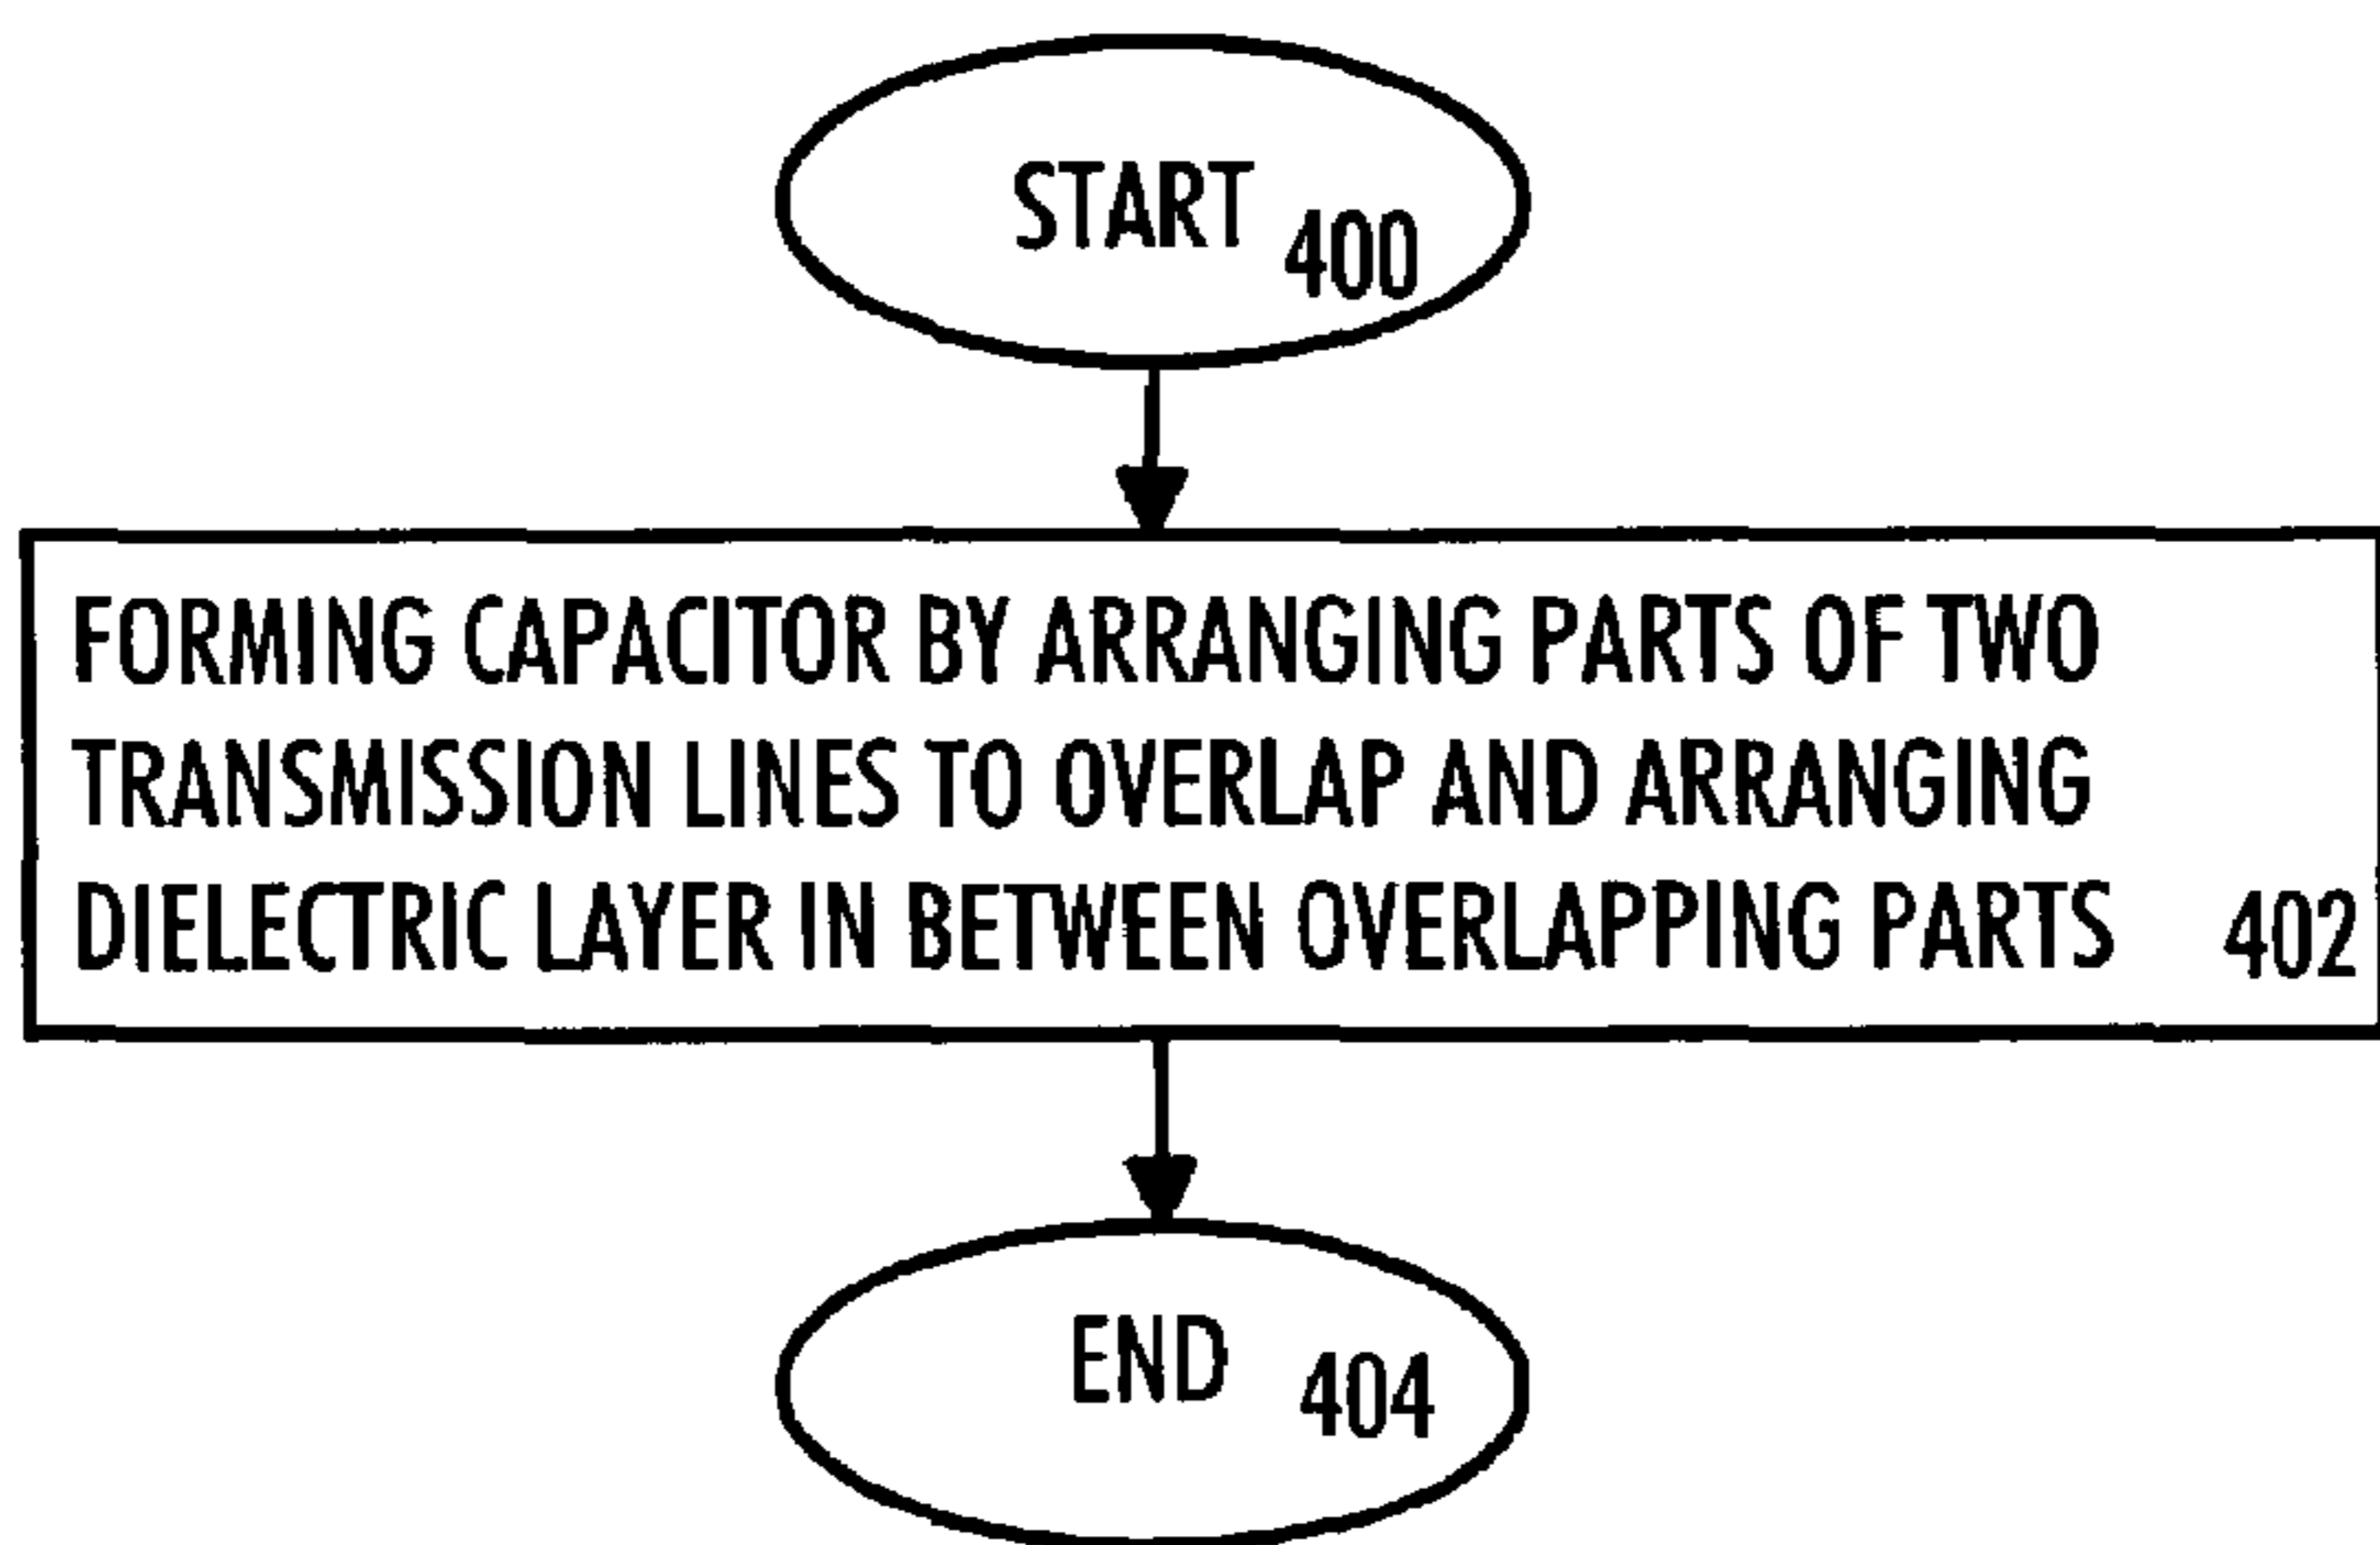 START 400
FORMING CAPACITOR BY ARRANGING PARTS OF TWO
TRANSMISSION LINES TO OVERLAP AND ARRANGING
DIELECTRIC LAYER IN BETWEEN OVERLAPPING PARTS 402
END 404